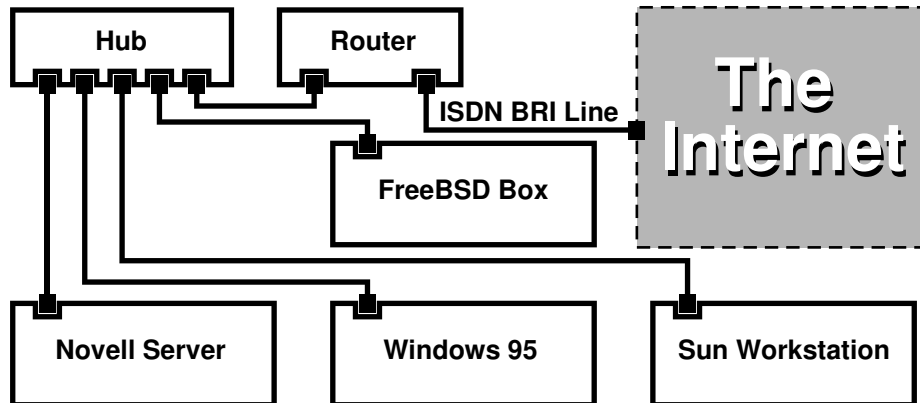 Hub
Router
The
Internet
ISDN BRI Line
FreeBSD Box
Novell Server
Windows 95
Sun Workstation